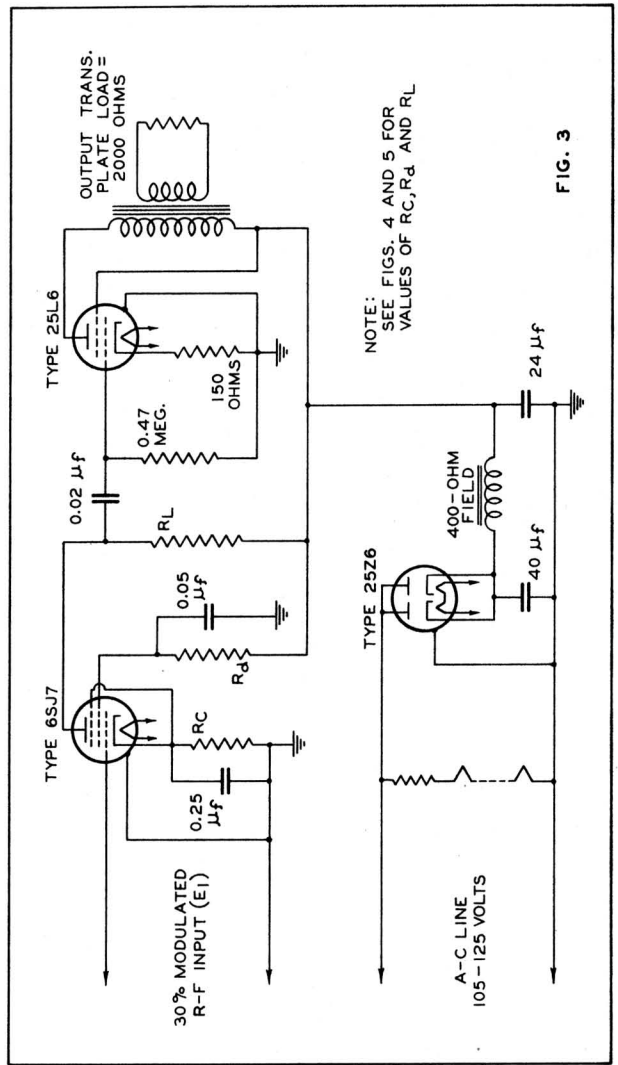 OUTPUT TRANS.
PLATE LOAD=
2000 OHMS
TYPE 25L6
TYPE 6SJ7
0.02 µf
0.47
MEG.
150
OHMS
RL
0.05
µf
Rd
RC
0.25
µf
30% MODULATED
R-F INPUT (E1)
NOTE:
SEE FIGS. 4 AND 5 FOR
VALUES OF RC,Rd AND RL
TYPE 25Z6
400-OHM
FIELD
40 µf
24 µf
A-C LINE
105-125 VOLTS
FIG. 3